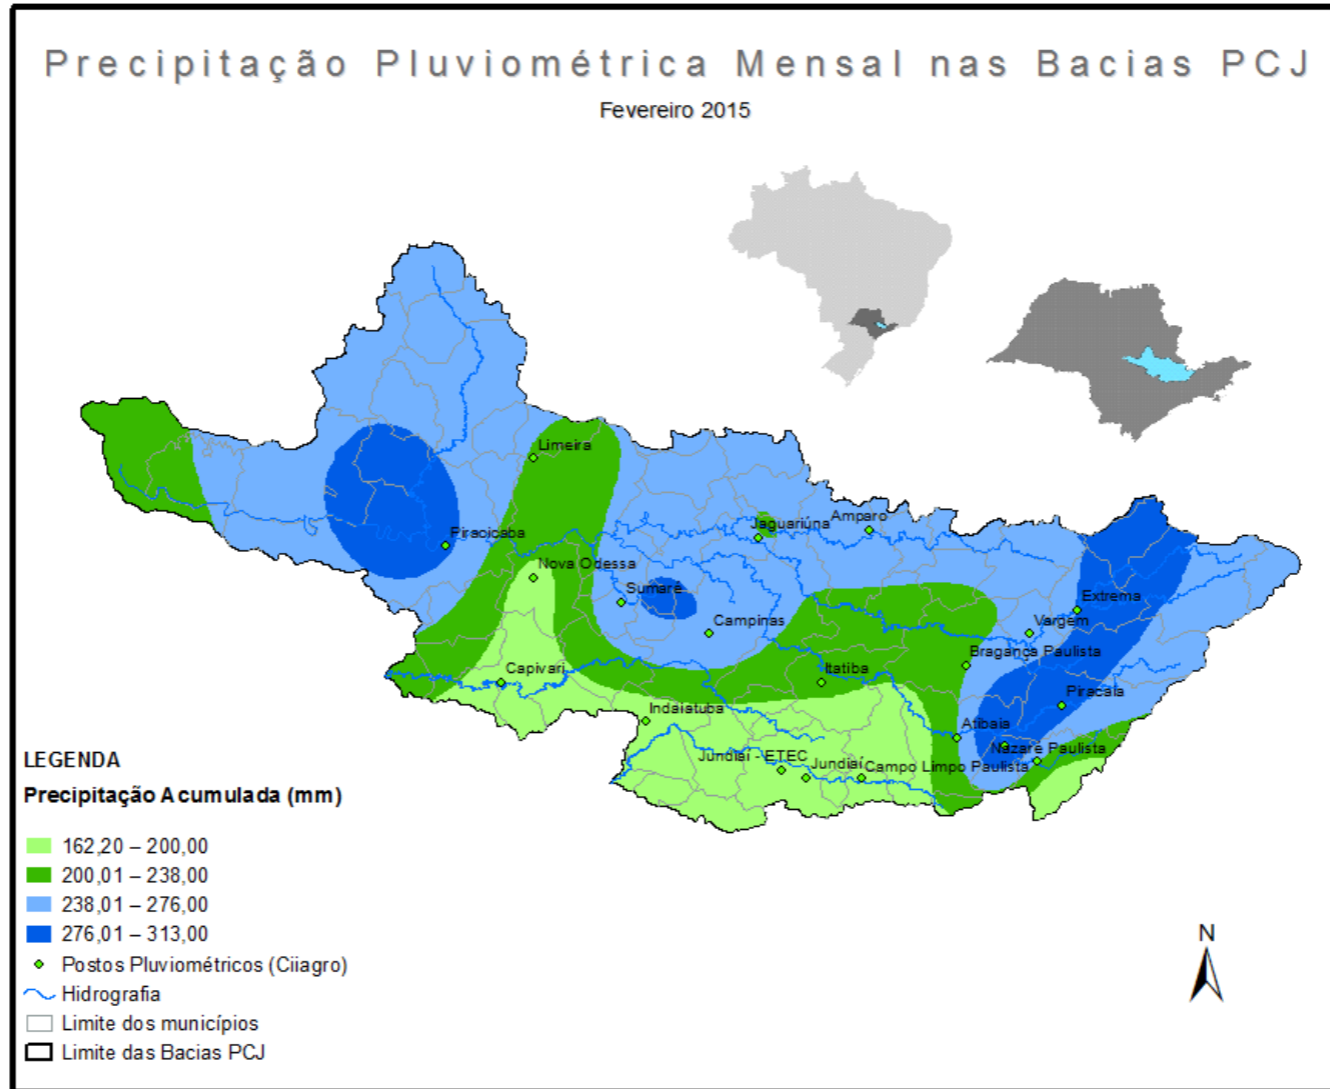 Precipitação Pluviométrica Mensal nas Bacias PCJ
Fevereiro 2015
Limeira
Piracicaba
Nova Odessa
Sumaré
Campinas
Jaguariúna
Amparo
Extrema
Vargem
Bragança Paulista
Capivari
Itatiba
Piracaia
Indaiatuba
Atibaia
Nazaré Paulista
Jundiaí - ETEC
Jundiaí
Campo Limpo Paulista
LEGENDA
Precipitação Acumulada (mm)
162,20 – 200,00
200,01 – 238,00
238,01 – 276,00
276,01 – 313,00
Postos Pluviométricos (Ciiagro)
Hidrografia
Limite dos municípios
Limite das Bacias PCJ
N